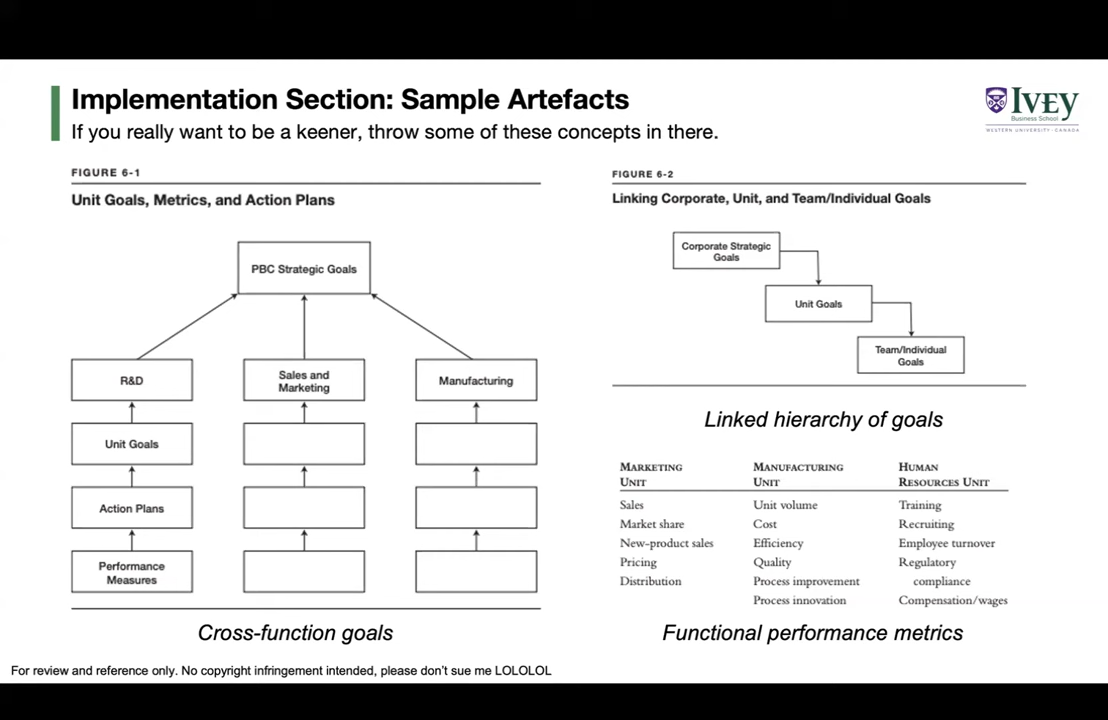 Implementation Section: Sample Artefacts
If you really want to be a keener, throw some of these concepts in there.
IVEY
Business School
WESTERN UNIVERSITY · CANADA
FIGURE 6-1
Unit Goals, Metrics, and Action Plans
PBC Strategic Goals
R&D
Sales and
Marketing
Manufacturing
Unit Goals
Action Plans
Performance
Measures
Cross-function goals
FIGURE 6-2
Linking Corporate, Unit, and Team/Individual Goals
Corporate Strategic
Goals
Unit Goals
Team/Individual
Goals
Linked hierarchy of goals
MARKETING UNIT
Sales
Market share
New-product sales
Pricing
Distribution
MANUFACTURING UNIT
Unit volume
Cost
Efficiency
Quality
Process improvement
Process innovation
HUMAN RESOURCES UNIT
Training
Recruiting
Employee turnover
Regulatory
compliance
Compensation/wages
Functional performance metrics
For review and reference only. No copyright infringement intended, please don't sue me LOLOLOL